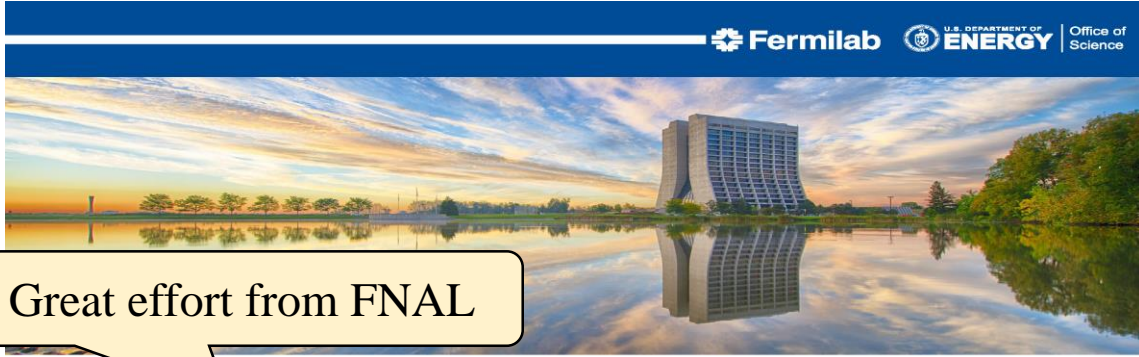 Fermilab
U.S. DEPARTMENT OF
ENERGY
Office of
Science
Great effort from FNAL